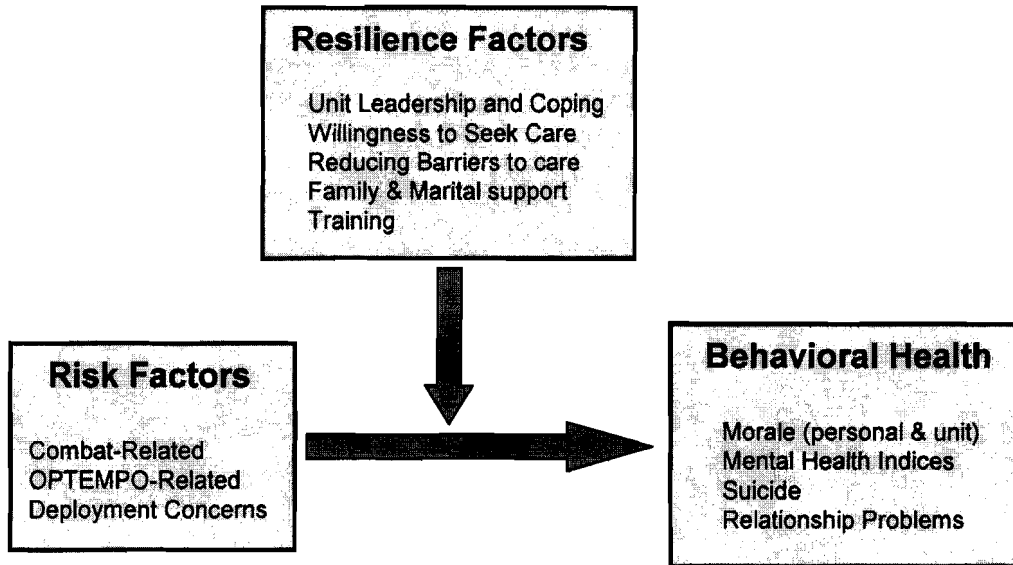 Resilience Factors
Unit Leadership and Coping
Willingness to Seek Care
Reducing Barriers to care
Family & Marital support
Training
Risk Factors
Combat-Related
OPTEMPO-Related
Deployment Concerns
Behavioral Health
Morale (personal & unit)
Mental Health Indices
Suicide
Relationship Problems